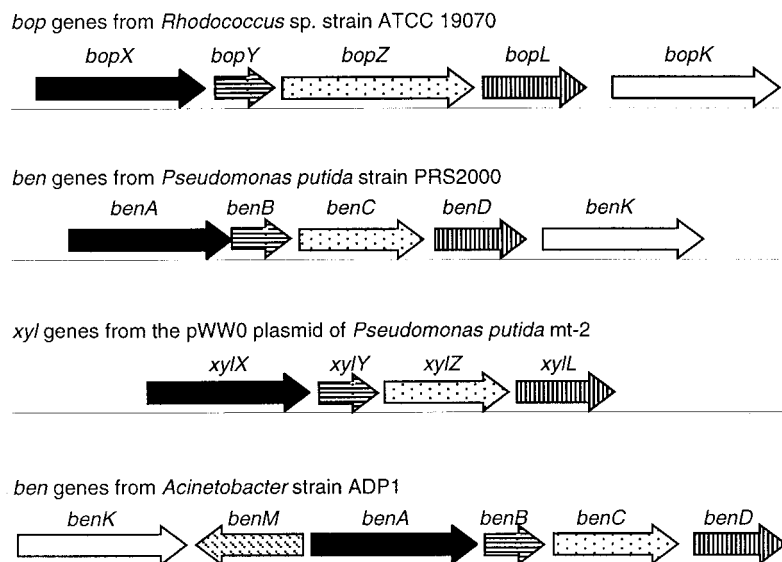 bop genes from Rhodococcus sp. strain ATCC 19070
bopX bopY bopZ bopL bopK
ben genes from Pseudomonas putida strain PRS2000
benA benB benC benD benK
xyl genes from the pWW0 plasmid of Pseudomonas putida mt-2
xylX xylY xylZ xylL
ben genes from Acinetobacter strain ADP1
benK benM benA benB benC benD